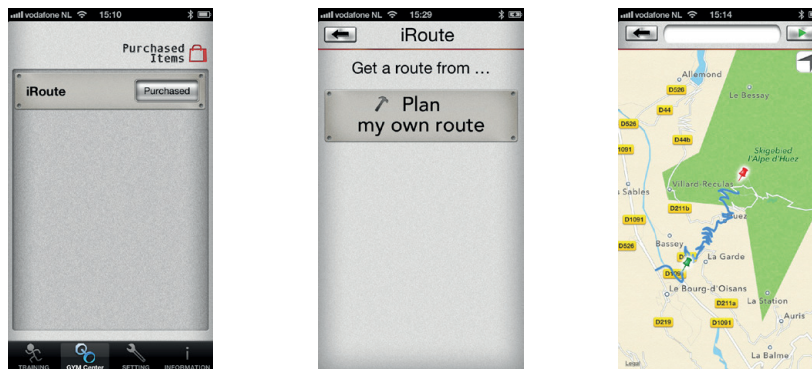 vodafone NL 15:10
Purchased
Items
iRoute
Purchased
TRAINING GYM Center SETTING INFORMATION
vodafone NL 15:29
iRoute
Get a route from ...
Plan
my own route
vodafone NL 15:14
Allemond
D526
Le Bessay
D44
D526
D44b
1091
Skigebied
l'Alpe d'Huez
Villard-Reculas
s Sables
D211b
D1091
Huez
D526
Bassey
La Garde
Le Bourg-d'Oisans
D211a
La Station
Auris
D219
D1091
La Balme
Legal